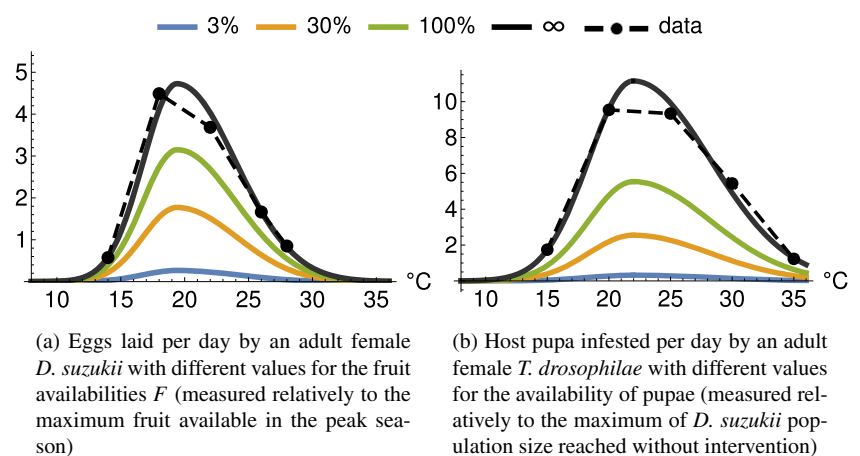 3% 30% 100% ∞ data
5
4
3
2
1
10 15 20 25 30 35 °C
10
8
6
4
2
10 15 20 25 30 35 °C
(a) Eggs laid per day by an adult female
D. suzukii with different values for the fruit
availabilities F (measured relatively to the
maximum fruit available in the peak sea-
son)
(b) Host pupa infested per day by an adult
female T. drosophilae with different values
for the availability of pupae (measured rel-
atively to the maximum of D. suzukii pop-
ulation size reached without intervention)